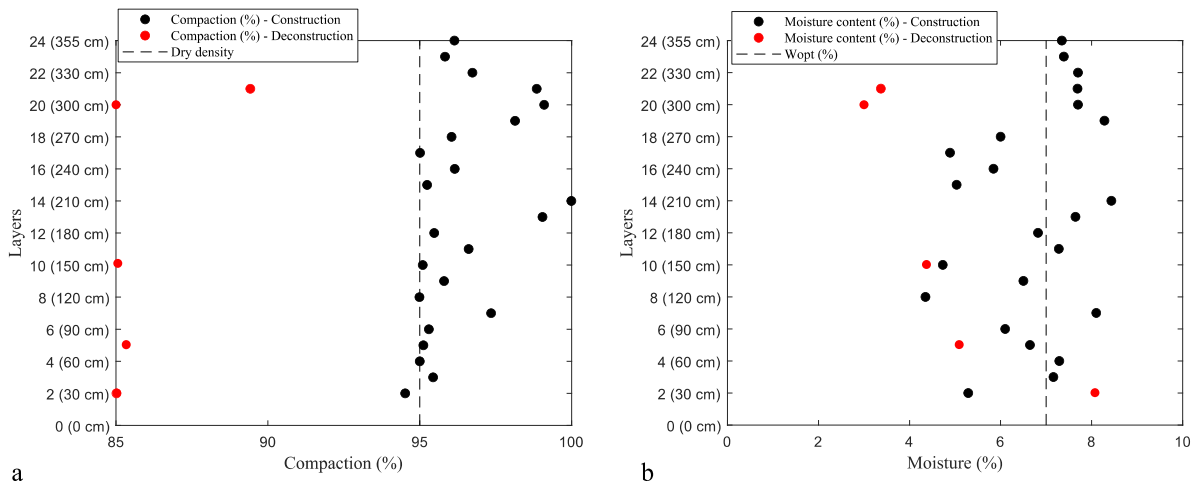 Compaction (%) - Construction
Compaction (%) - Deconstruction
Dry density
24 (355 cm)
22 (330 cm)
20 (300 cm)
18 (270 cm)
16 (240 cm)
14 (210 cm)
12 (180 cm)
10 (150 cm)
8 (120 cm)
6 (90 cm)
4 (60 cm)
2 (30 cm)
0 (0 cm)
Layers
85
90
95
100
Compaction (%)
a
Moisture content (%) - Construction
Moisture content (%) - Deconstruction
Wopt (%)
24 (355 cm)
22 (330 cm)
20 (300 cm)
18 (270 cm)
16 (240 cm)
14 (210 cm)
12 (180 cm)
10 (150 cm)
8 (120 cm)
6 (90 cm)
4 (60 cm)
2 (30 cm)
0 (0 cm)
Layers
0
2
4
6
8
10
Moisture (%)
b